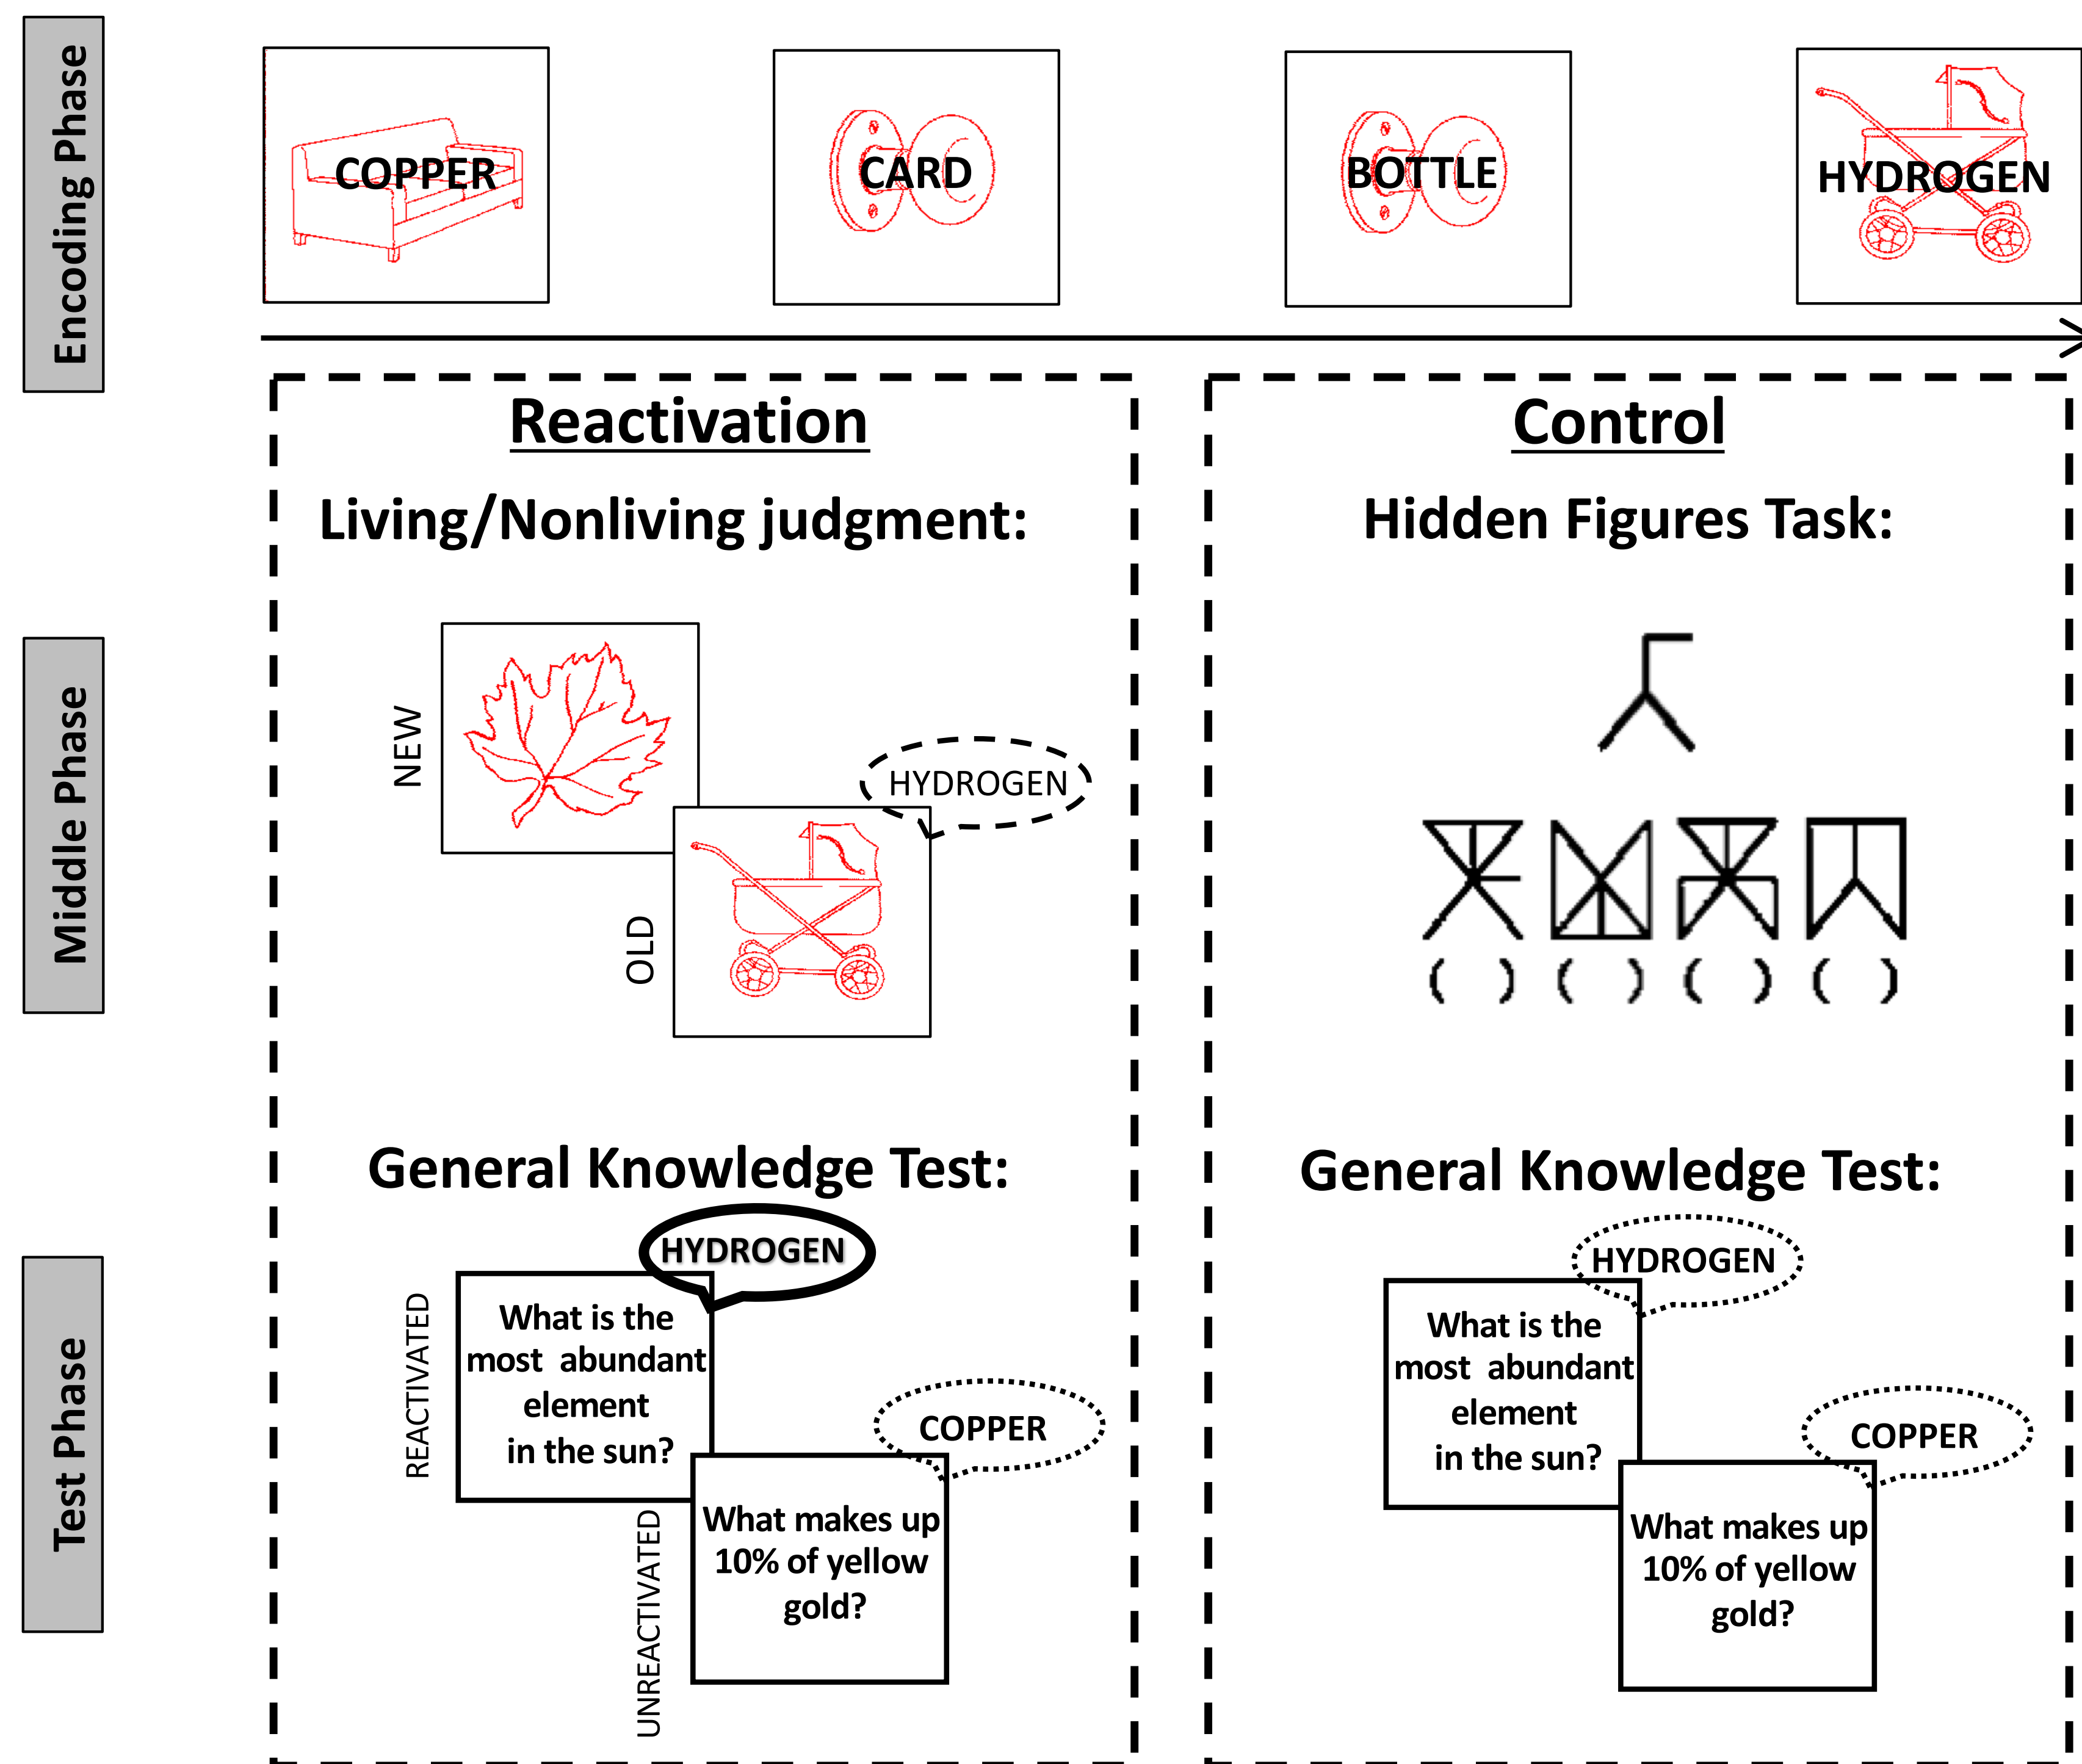 Encoding Phase
COPPER
CARD
BOTTLE
HYDROGEN
Reactivation
Control
Living/Nonliving judgment:
Hidden Figures Task:
Middle Phase
NEW
HYDROGEN
OLD
( ) ( ) ( ) ( )
General Knowledge Test:
General Knowledge Test:
Test Phase
REACTIVATED
HYDROGEN
What is the
most abundant
element
in the sun?
UNREACTIVATED
COPPER
What makes up
10% of yellow
gold?
HYDROGEN
What is the
most abundant
element
in the sun?
COPPER
What makes up
10% of yellow
gold?